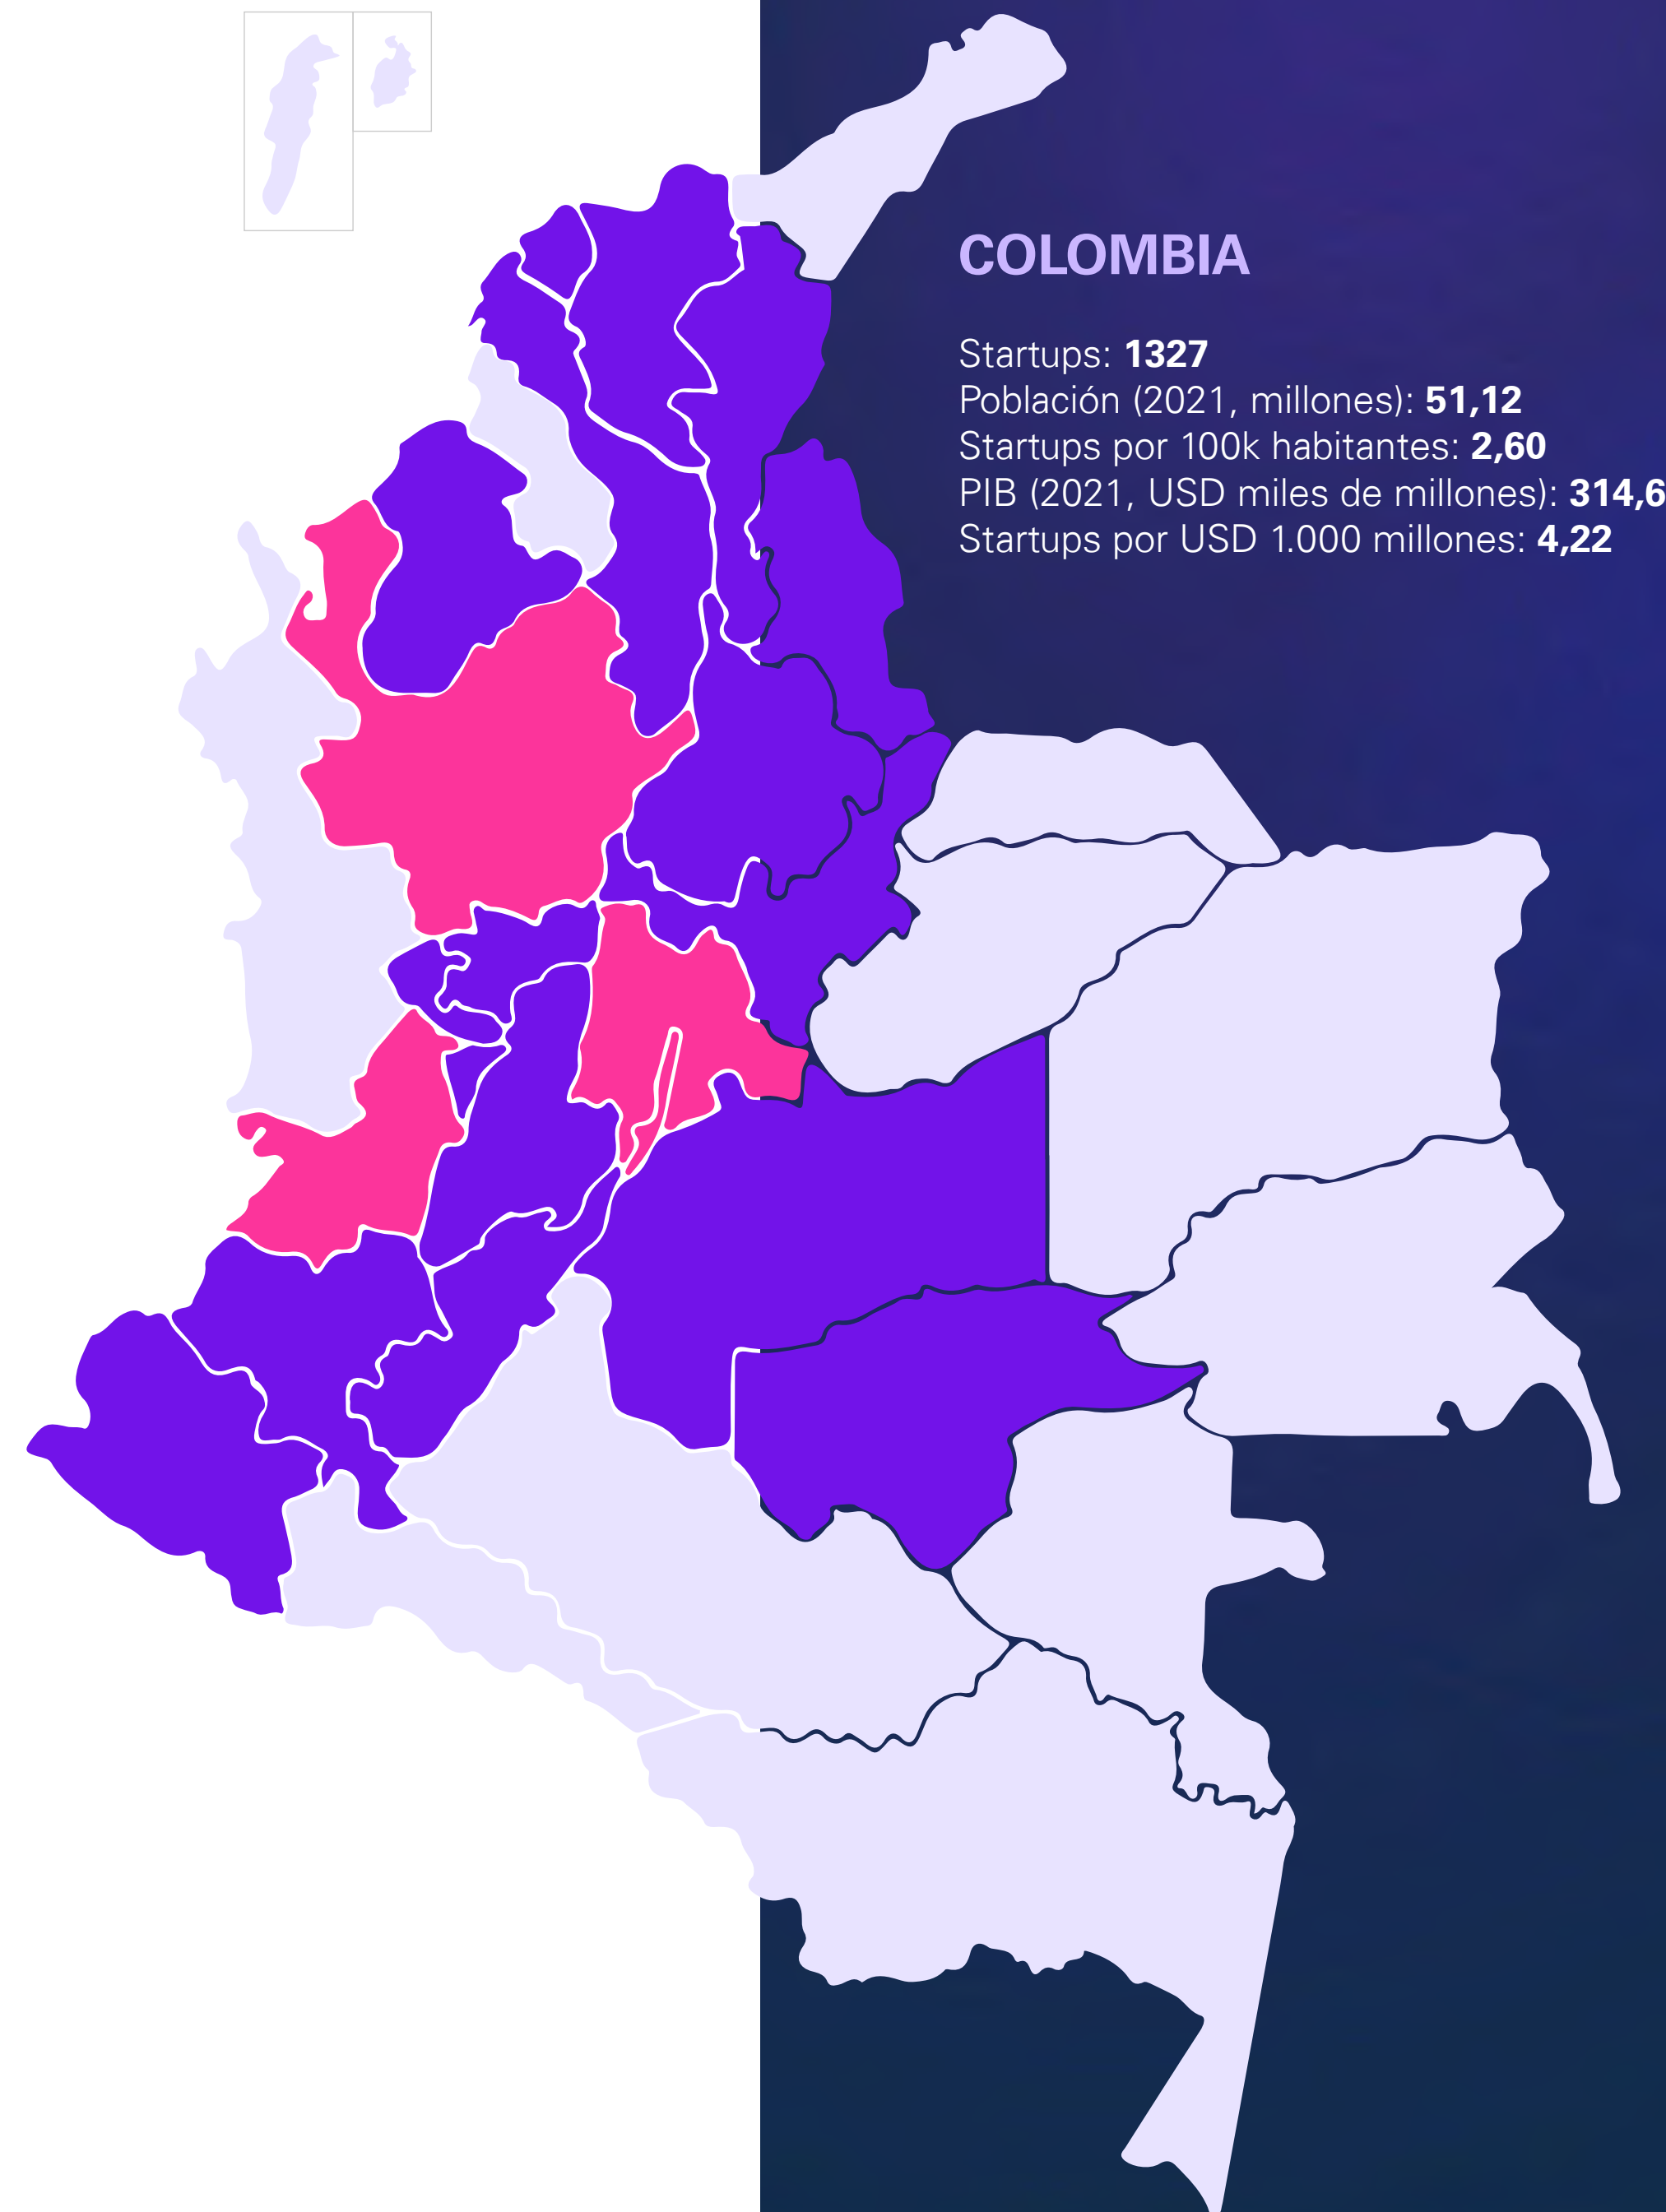 COLOMBIA
Startups: 1327
Población (2021, millones): 51,12
Startups por 100k habitantes: 2,60
PIB (2021, USD miles de millones): 314,6
Startups por USD 1.000 millones: 4,22